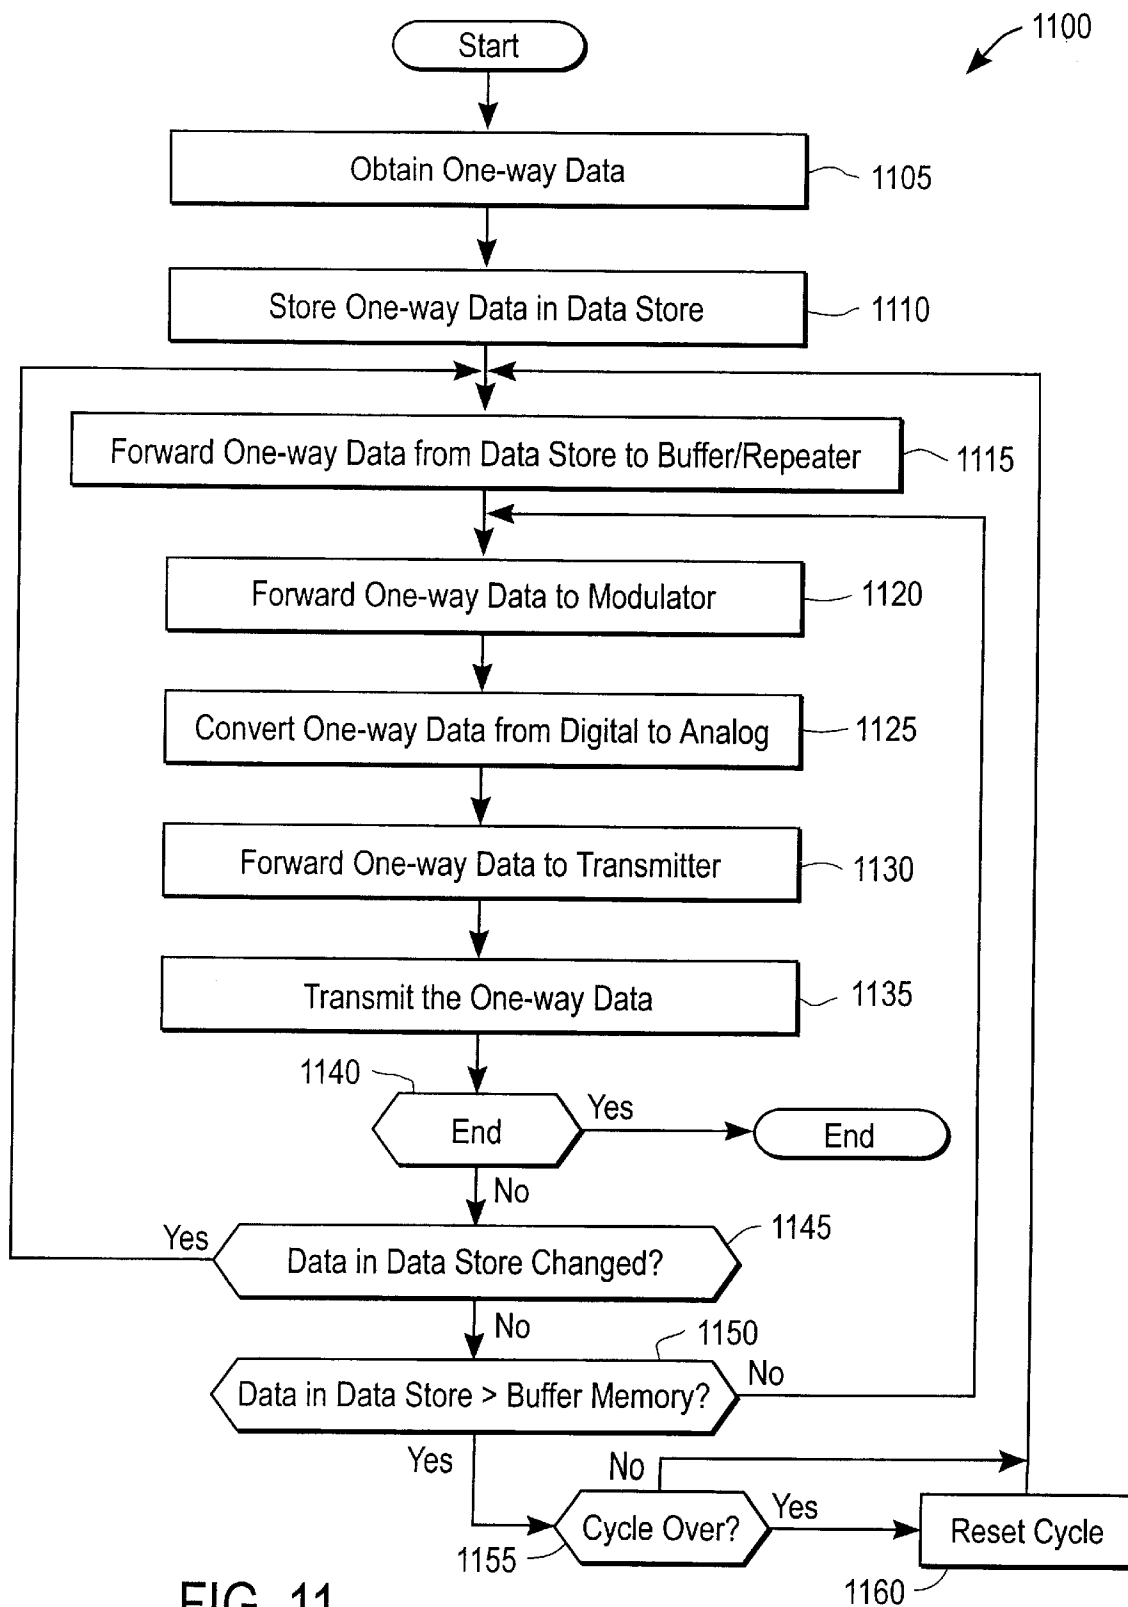 1100
Start
Obtain One-way Data
1105
Store One-way Data in Data Store
1110
Forward One-way Data from Data Store to Buffer/Repeater
1115
Forward One-way Data to Modulator
1120
Convert One-way Data from Digital to Analog
1125
Forward One-way Data to Transmitter
1130
Transmit the One-way Data
1135
1140
End
Yes
End
No
1145
Yes
Data in Data Store Changed?
No
1150
Data in Data Store > Buffer Memory?
No
Yes
No
Cycle Over?
Yes
Reset Cycle
1155
1160
FIG. 11